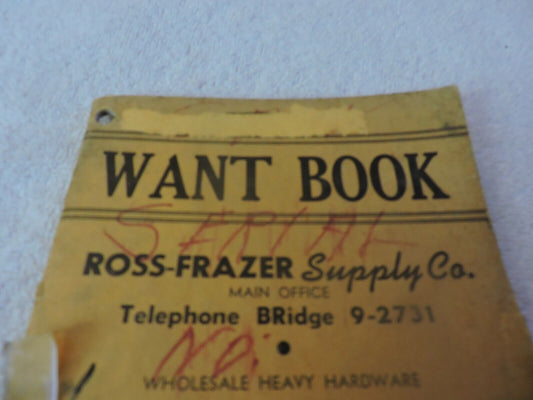 WANT BOOK
SERIAL
ROSS-FRAZER Supply Co.
MAIN OFFICE
Telephone BRidge 9-2731
NO.
WHOLESALE HEAVY HARDWARE